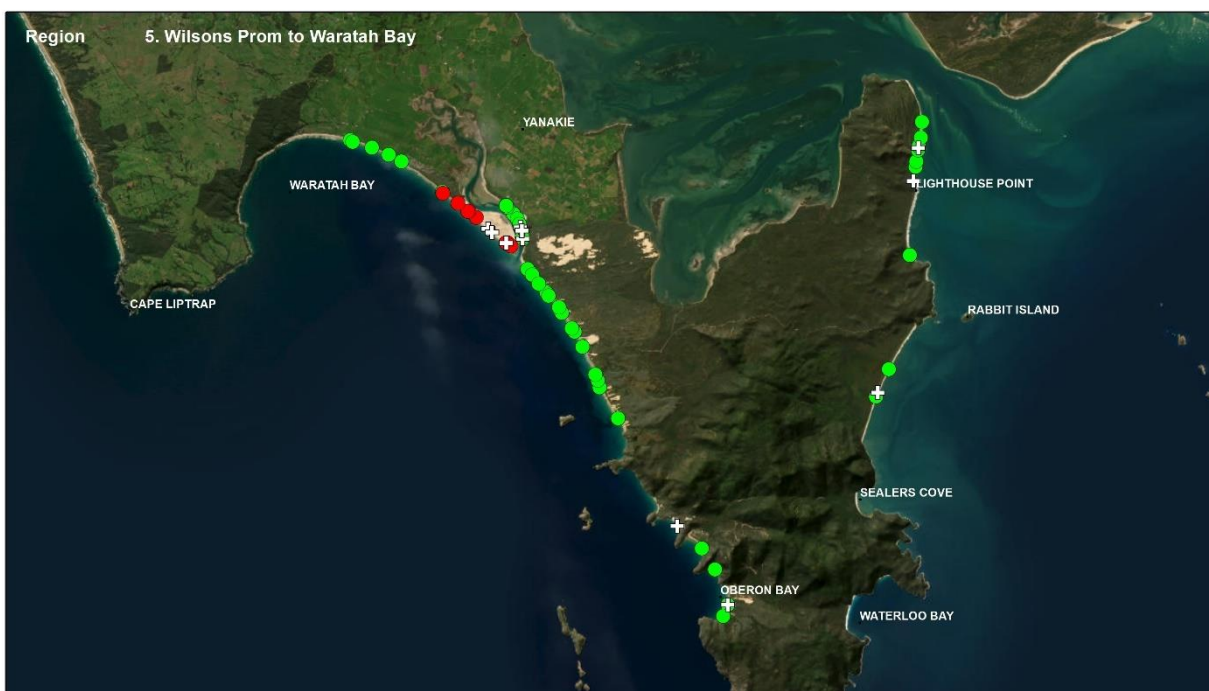 Region 5. Wilsons Prom to Waratah Bay
YANAKIE
WARATAH BAY
LIGHTHOUSE POINT
CAPE LIPTRAP
RABBIT ISLAND
SEALERS COVE
OBERON BAY
WATERLOO BAY